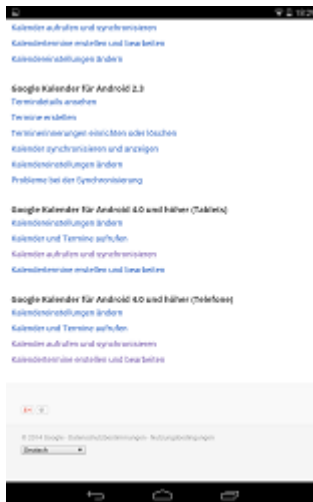 18:29
Kalender aufrufen und synchronisieren
Kalendertermine erstellen und bearbeiten
Kalendereinstellungen ändern
Google Kalender für Android 2.3
Termindetails ansehen
Termine erstellen
Terminerinnerungen einrichten oder löschen
Kalender synchronisieren und anzeigen
Kalendereinstellungen ändern
Probleme bei der Synchronisierung
Google Kalender für Android 4.0 und höher (Tablets)
Kalendereinstellungen ändern
Kalender und Termine aufrufen
Kalender aufrufen und synchronisieren
Kalendertermine erstellen und bearbeiten
Google Kalender für Android 4.0 und höher (Telefone)
Kalendereinstellungen ändern
Kalender und Termine aufrufen
Kalender aufrufen und synchronisieren
Kalendertermine erstellen und bearbeiten
©2014 Google - Datenschutzbestimmungen - Nutzungsbedingungen
Deutsch